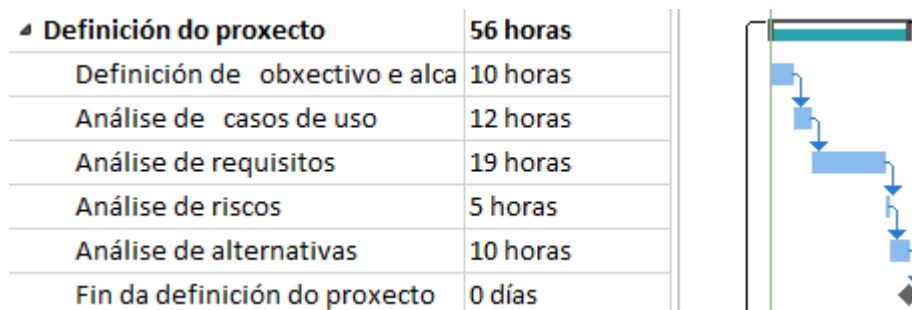 Definición do proxecto 56 horas
Definición de obxectivo e alca 10 horas
Análise de casos de uso 12 horas
Análise de requisitos 19 horas
Análise de riscos 5 horas
Análise de alternativas 10 horas
Fin da definición do proxecto 0 días